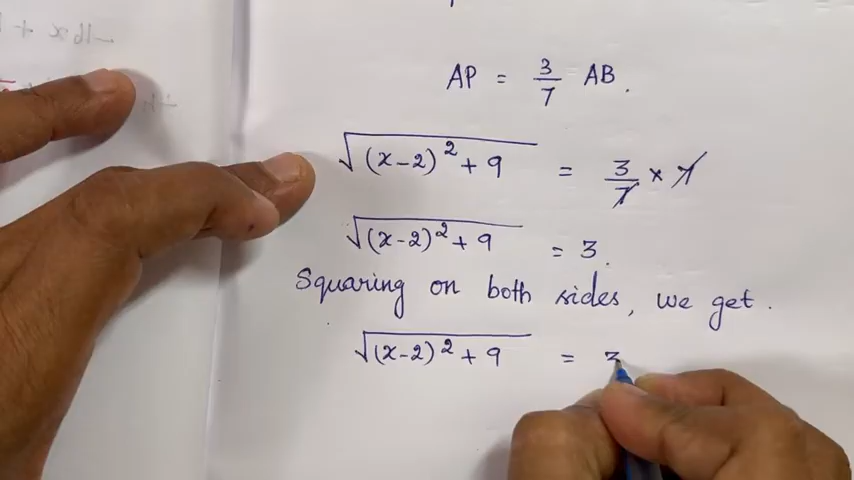 AP = 3/7 AB.
√(x-2)² + 9 = 3/7 × 7
√(x-2)² + 9 = 3.
Squaring on both sides, we get.
√(x-2)² + 9 = 3